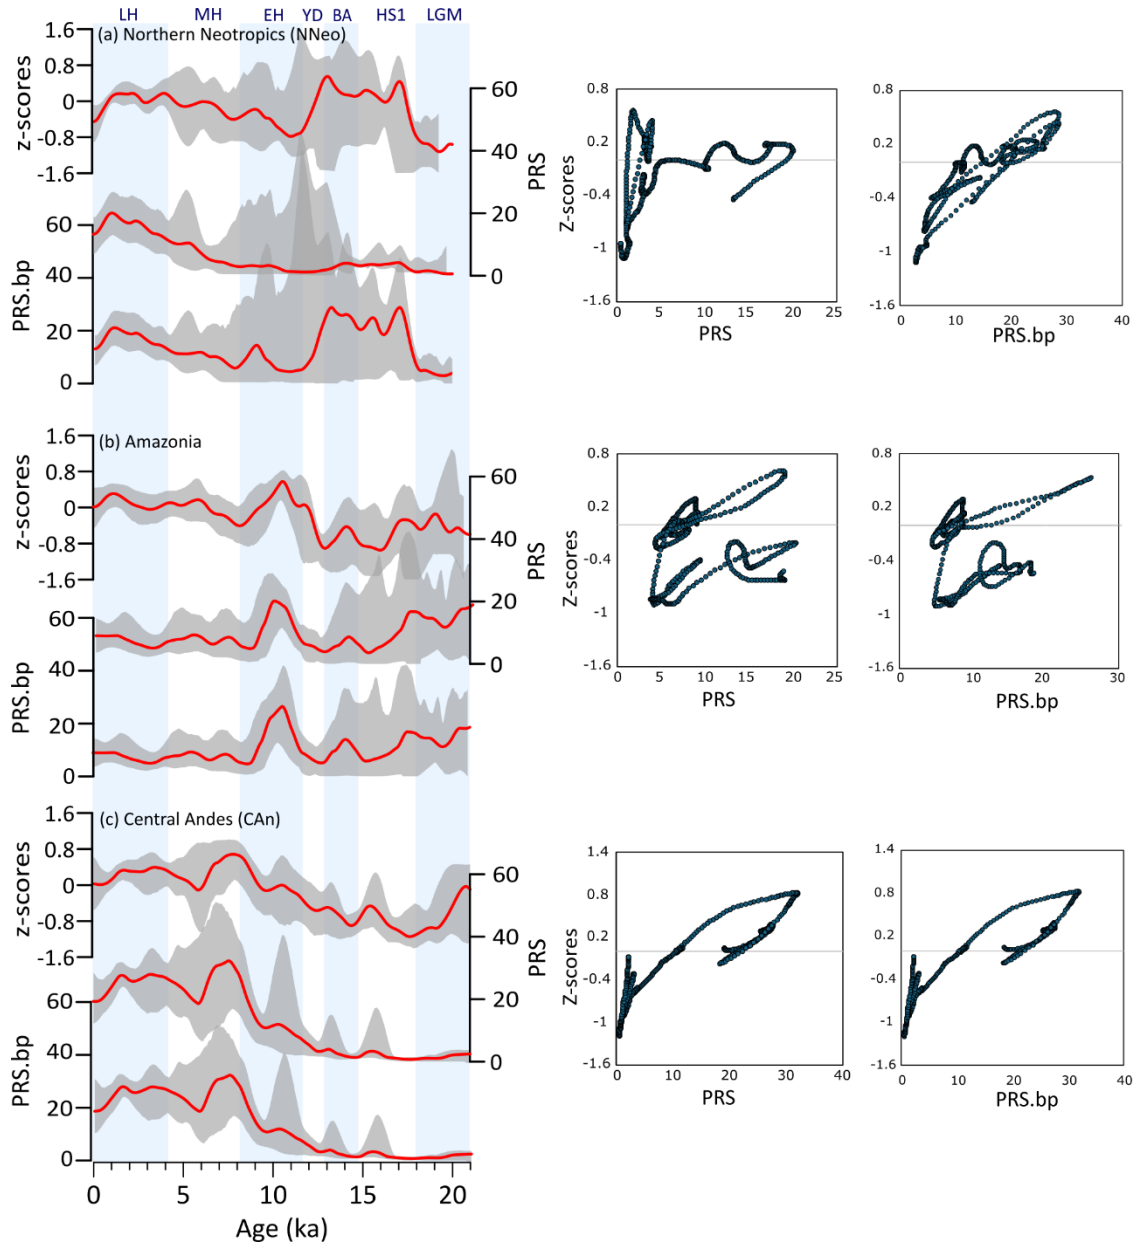 LH MH EH YD BA HS1 LGM
(a) Northern Neotropics (NNeo)
1.6
0.8
0
-0.8
-1.6
z-scores
60
40
20
0
PRS
60
40
20
0
PRS.bp
0.8
0.2
-0.4
-1
-1.6
Z-scores
0 5 10 15 20 25
PRS
0.8
0.2
-0.4
-1
-1.6
0 10 20 30 40
PRS.bp
(b) Amazonia
1.6
0.8
0
-0.8
-1.6
z-scores
60
40
20
0
PRS
60
40
20
0
PRS.bp
0.8
0.2
-0.4
-1
-1.6
Z-scores
0 5 10 15 20 25
PRS
0.8
0.2
-0.4
-1
-1.6
0 10 20 30
PRS.bp
(c) Central Andes (CAn)
1.6
0.8
0
-0.8
-1.6
z-scores
60
40
20
0
PRS
60
40
20
0
PRS.bp
0 5 10 15 20
Age (ka)
1.4
0.8
0.2
-0.4
-1
-1.6
Z-scores
0 10 20 30 40
PRS
1.4
0.8
0.2
-0.4
-1
-1.6
0 10 20 30 40
PRS.bp